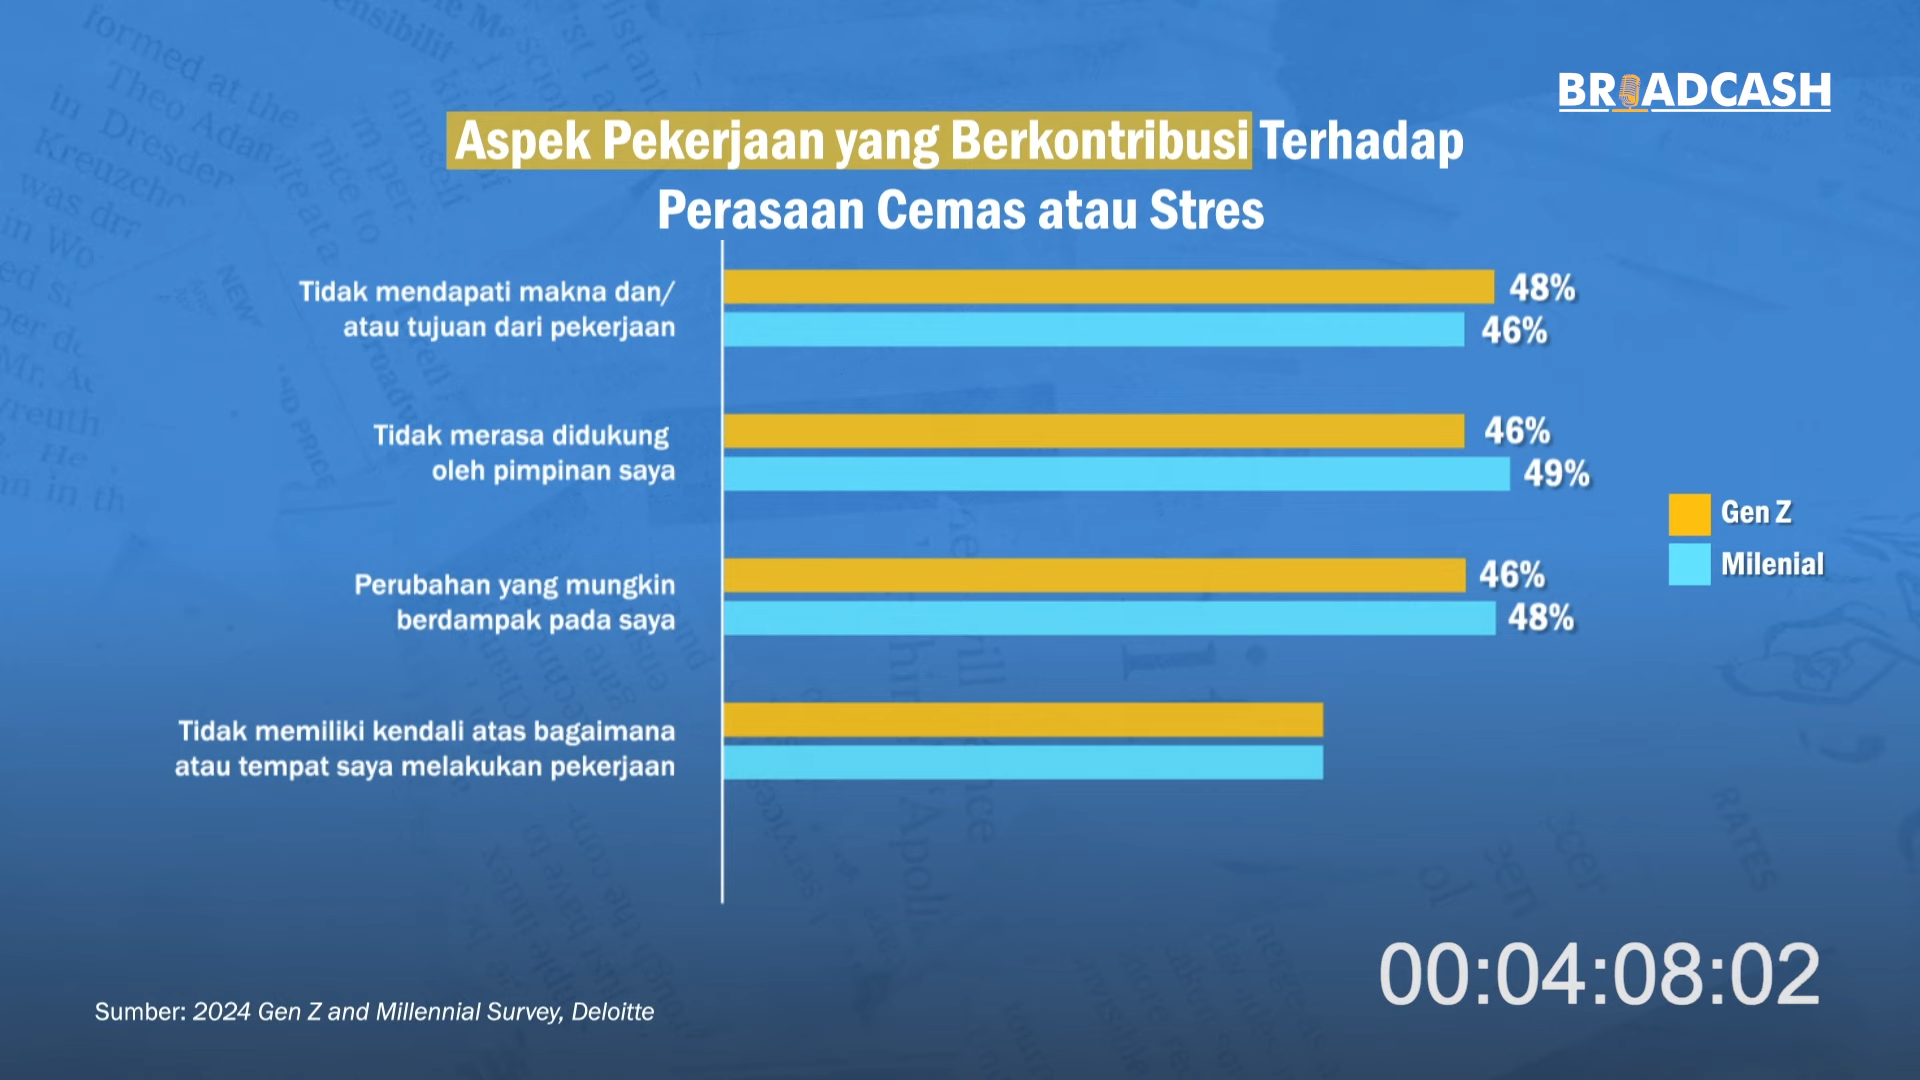 BROADCASH
Aspek Pekerjaan yang Berkontribusi Terhadap
Perasaan Cemas atau Stres
Tidak mendapati makna dan/
atau tujuan dari pekerjaan
48%
46%
Tidak merasa didukung
oleh pimpinan saya
46%
49%
Perubahan yang mungkin
berdampak pada saya
46%
48%
Tidak memiliki kendali atas bagaimana
atau tempat saya melakukan pekerjaan
Gen Z
Milenial
00:04:08:02
Sumber: 2024 Gen Z and Millennial Survey, Deloitte